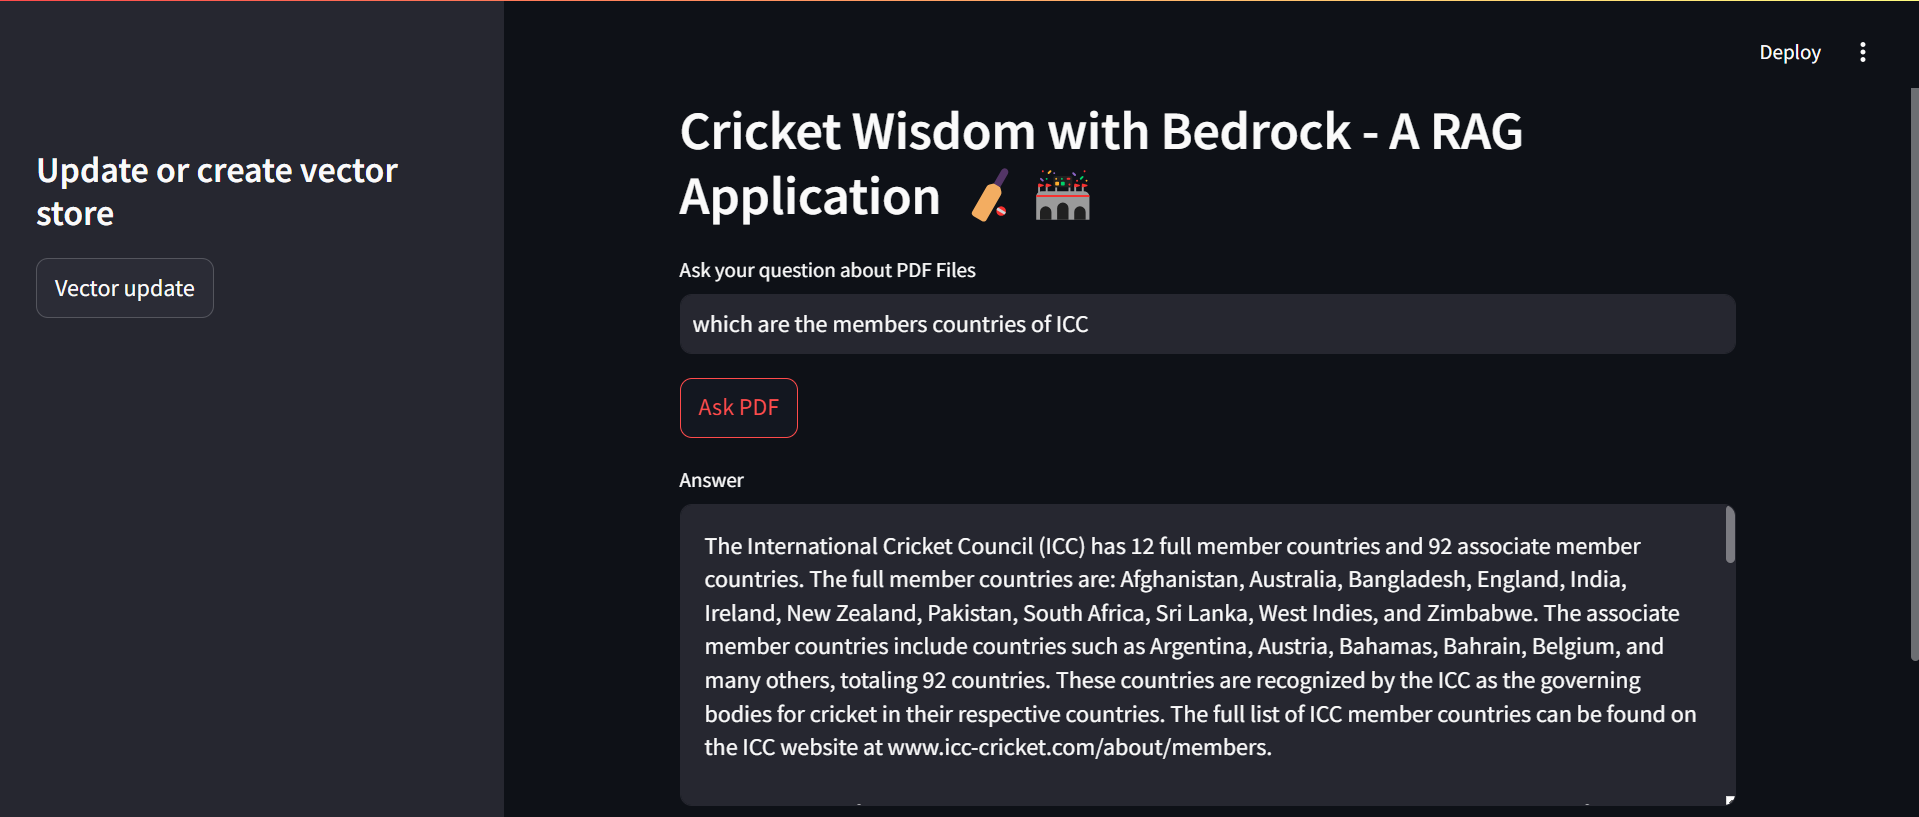 Deploy
Update or create vector
store
Vector update
Cricket Wisdom with Bedrock - A RAG
Application
Ask your question about PDF Files
which are the members countries of ICC
Ask PDF
Answer
The International Cricket Council (ICC) has 12 full member countries and 92 associate member
countries. The full member countries are: Afghanistan, Australia, Bangladesh, England, India,
Ireland, New Zealand, Pakistan, South Africa, Sri Lanka, West Indies, and Zimbabwe. The associate
member countries include countries such as Argentina, Austria, Bahamas, Bahrain, Belgium, and
many others, totaling 92 countries. These countries are recognized by the ICC as the governing
bodies for cricket in their respective countries. The full list of ICC member countries can be found on
the ICC website at www.icc-cricket.com/about/members.